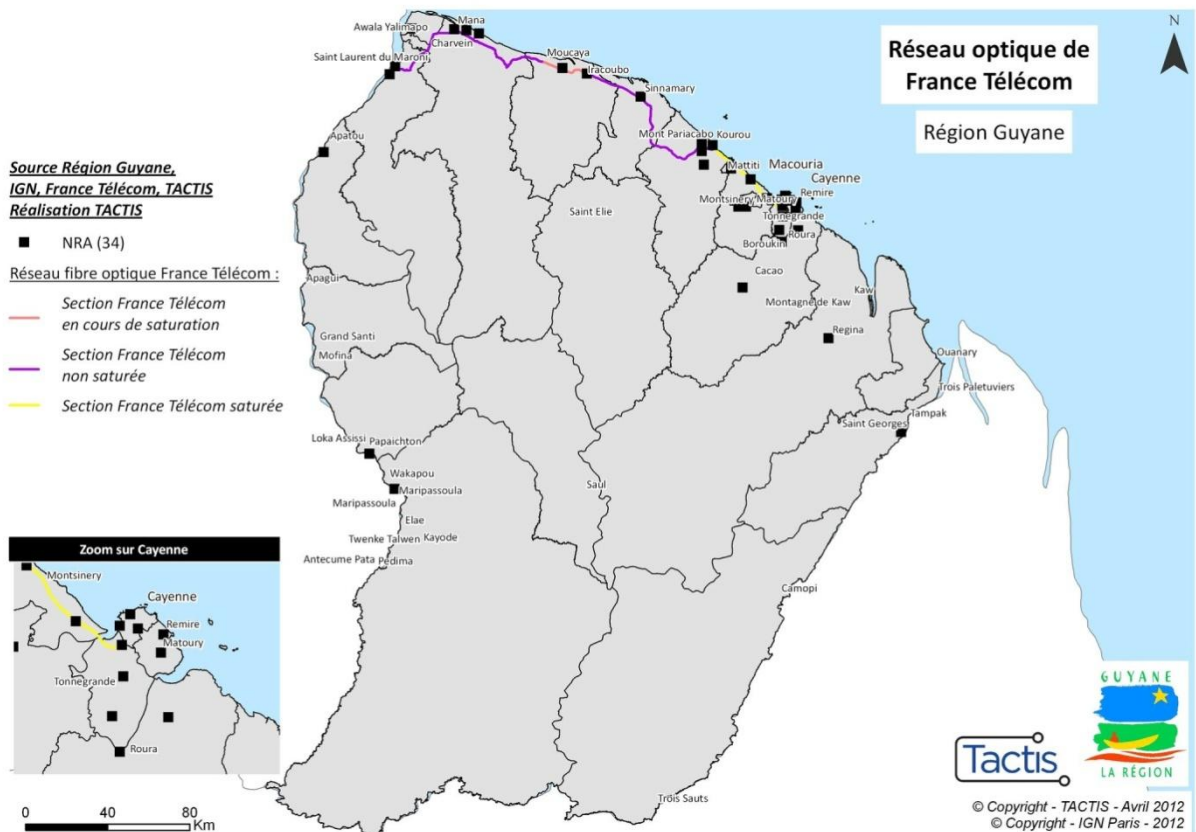 Réseau optique de
France Télécom
Région Guyane
N
Source Région Guyane,
IGN, France Télécom, TACTIS
Réalisation TACTIS
NRA (34)
Réseau fibre optique France Télécom :
Section France Télécom
en cours de saturation
Section France Télécom
non saturée
Section France Télécom saturée
Awala Yalimapo
Mana
Charvein
Saint Laurent du Maroni
Moucaya
Iracoubo
Sinnamary
Apatou
Mont Pariacabo
Kourou
Mattiti
Macouria
Cayenne
Remire
Montsinery
Matoury
Tonnegrande
Saint Elie
Roura
Boroukin
Cacao
Apagui
Montagne de Kaw
Kaw
Regina
Grand Santi
Mofina
Ouanary
Trois Paletuviers
Tampak
Saint Georges
Loka Assissi
Papaichton
Wakapou
Maripassoula
Maripassoula
Saul
Elae
Twenke Talwen
Kayode
Antecume Pata
Pedima
Camopi
Trois Sauts
Zoom sur Cayenne
Montsinery
Cayenne
Remire
Matoury
Tonnegrande
Roura
0 40 80
Km
Tactis
GUYANE
LA RÉGION
© Copyright - TACTIS - Avril 2012
© Copyright - IGN Paris - 2012